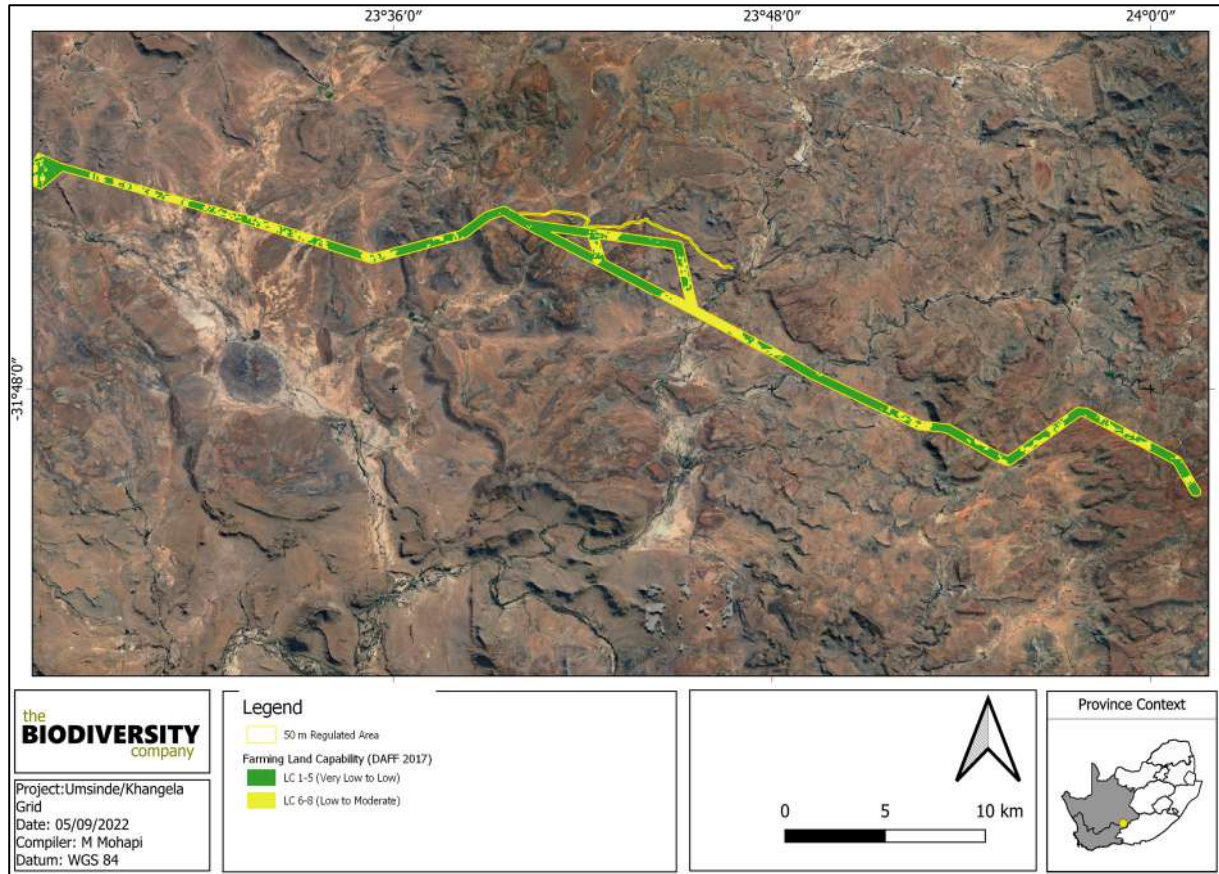 23°36′0″ 23°48′0″ 24°0′0″
-31°48′0″
the
BIODIVERSITY
company
Project:Umsinde/Khangela
Grid
Date: 05/09/2022
Compiler: M Mohapi
Datum: WGS 84
Legend
50 m Regulated Area
Farming Land Capability (DAFF 2017)
LC 1-5 (Very Low to Low)
LC 6-8 (Low to Moderate)
0 5 10 km
Province Context